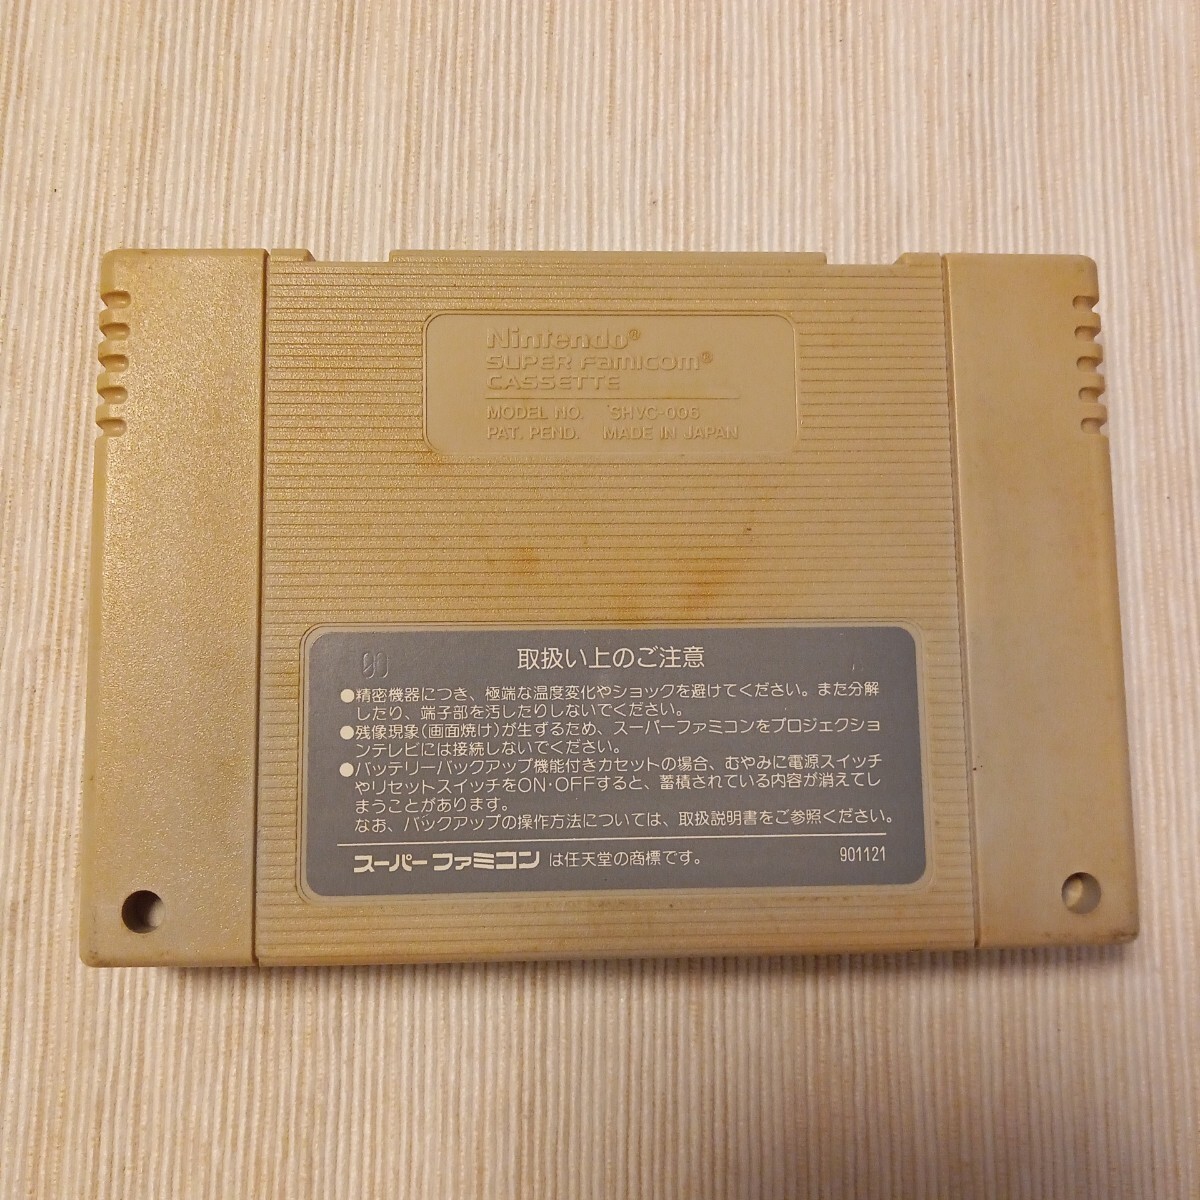 Nintendo®
SUPER Famicom®
CASSETTE
MODEL NO. SHVC-006
PAT. PEND. MADE IN JAPAN
取扱い上のご注意
●精密機器につき、極端な温度変化やショックを避けてください。また分解
したり、端子部を汚したりしないでください。
●残像現象(画面焼け)が生ずるため、スーパーファミコンをプロジェクショ
ンテレビには接続しないでください。
●バッテリーバックアップ機能付きカセットの場合、むやみに電源スイッチ
やリセットスイッチをON・OFFすると、蓄積されている内容が消えてし
まうことがあります。
なお、バックアップの操作方法については、取扱説明書をご参照ください。
スーパーファミコン は任天堂の商標です。 901121